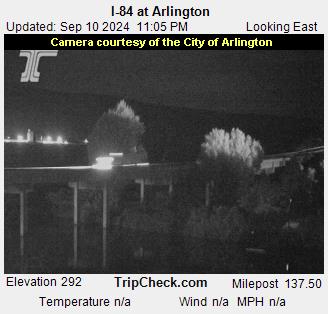 I-84 at Arlington
Updated: Sep 10 2024 11:05 PM Looking East
Camera courtesy of the City of Arlington
Elevation 292 TripCheck.com Milepost 137.50
Temperature n/a Wind n/a MPH n/a